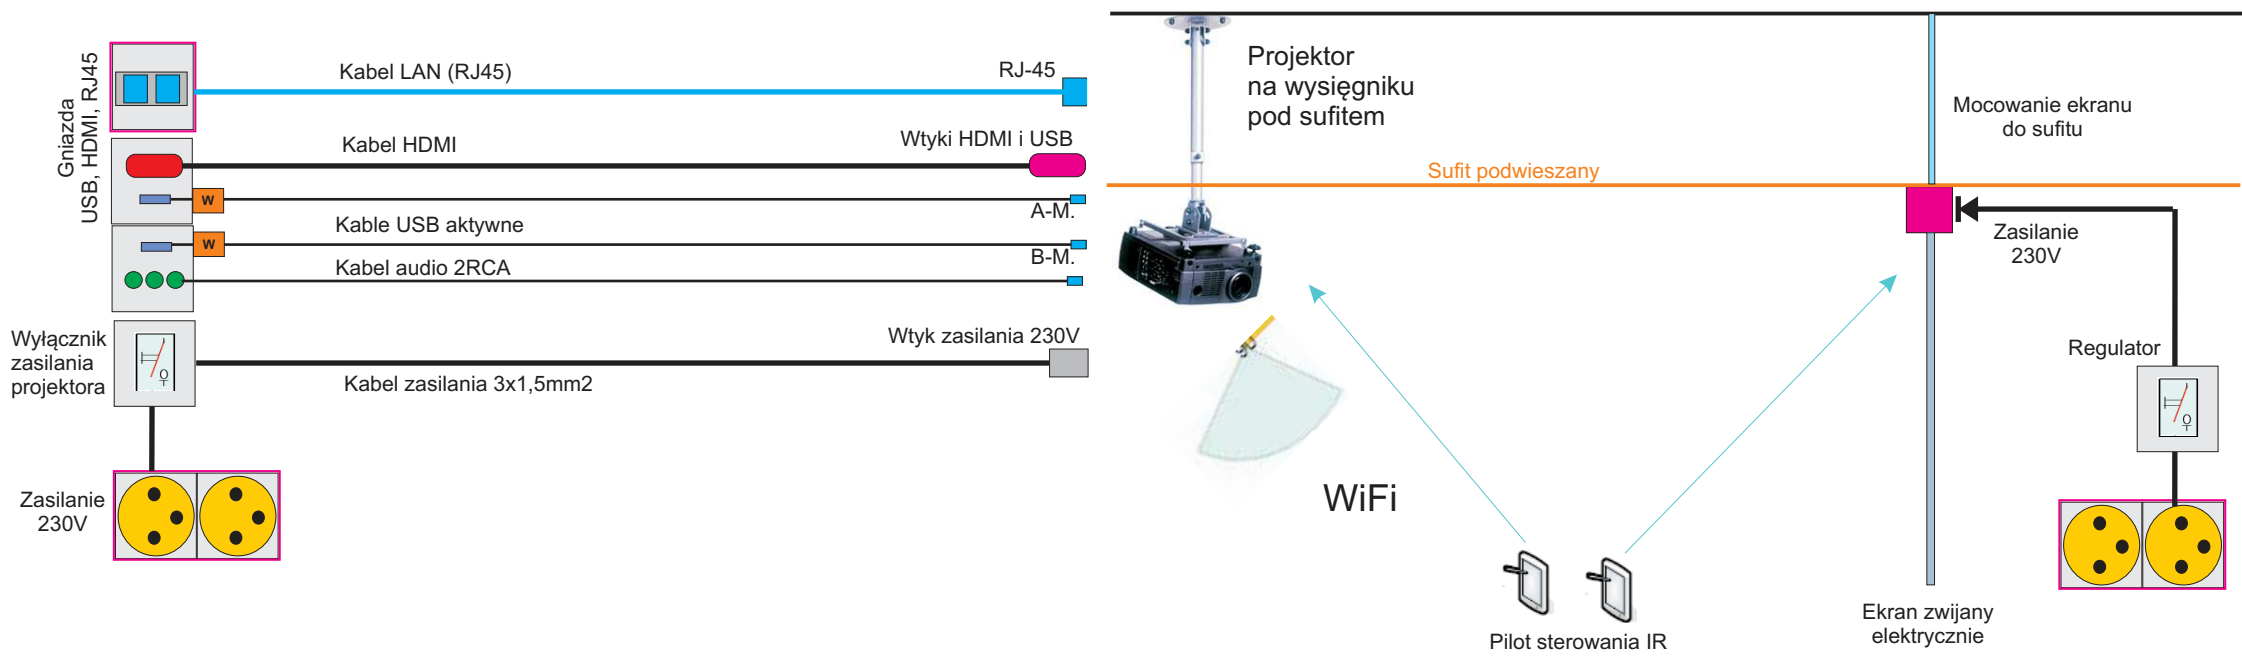 Gniazda
USB, HDMI, RJ45
Kabel LAN (RJ45)
RJ-45
Kabel HDMI
Wtyki HDMI i USB
W
A-M.
Kable USB aktywne
W
B-M.
Kabel audio 2RCA
Wyłącznik
zasilania
projektora
Wtyk zasilania 230V
Kabel zasilania 3x1,5mm2
Zasilanie
230V
Projektor
na wysięgniku
pod sufitem
Mocowanie ekranu
do sufitu
Sufit podwieszany
Zasilanie
230V
Regulator
WiFi
Pilot sterowania IR
Ekran zwijany
elektrycznie